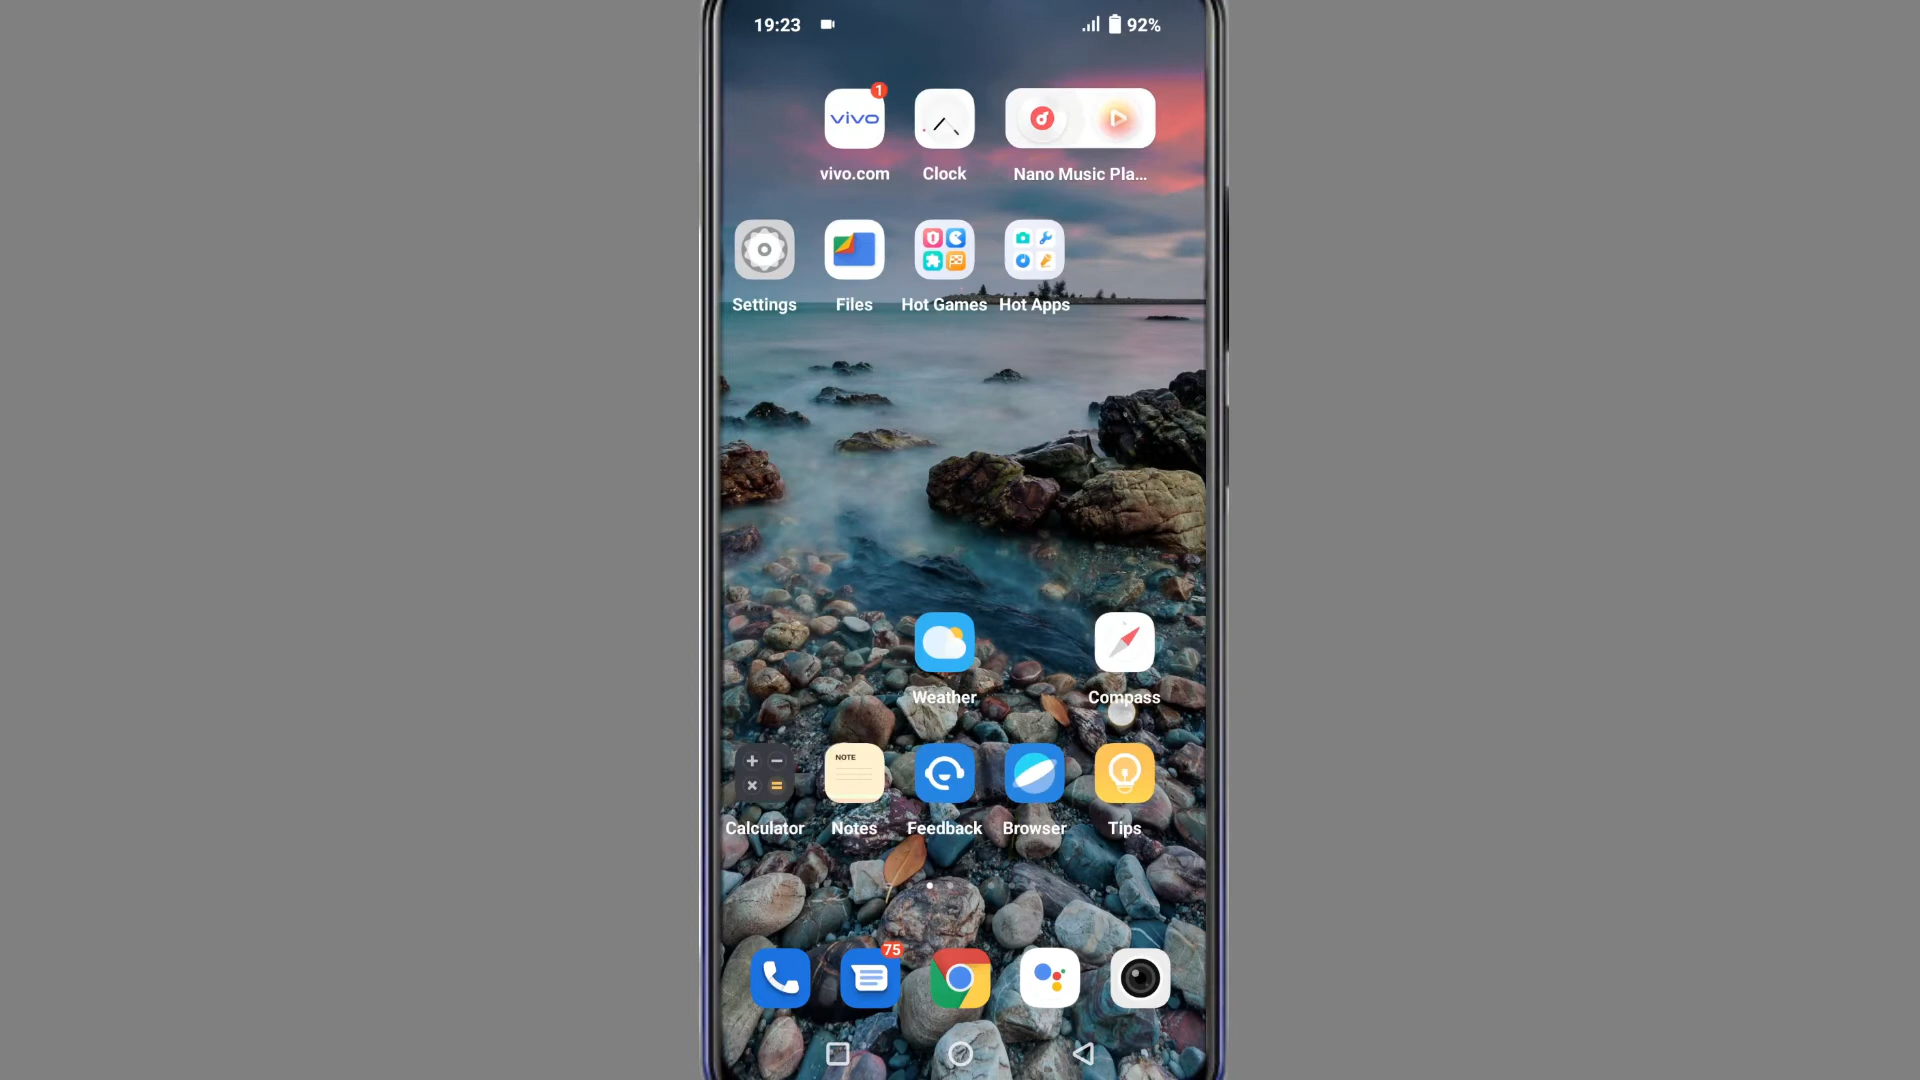 19:23 92%
1
vivo
vivo.com Clock Nano Music Pla...
Settings Files Hot Games Hot Apps
Weather Compass
NOTE
Calculator Notes Feedback Browser Tips
75